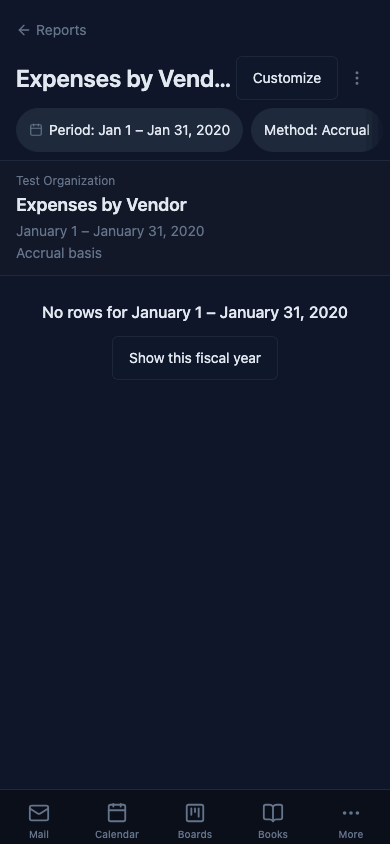 Reports
Expenses by Vend...
Customize
Period: Jan 1 – Jan 31, 2020
Method: Accrual
Test Organization
Expenses by Vendor
January 1 – January 31, 2020
Accrual basis
No rows for January 1 – January 31, 2020
Show this fiscal year
Mail
Calendar
Boards
Books
More